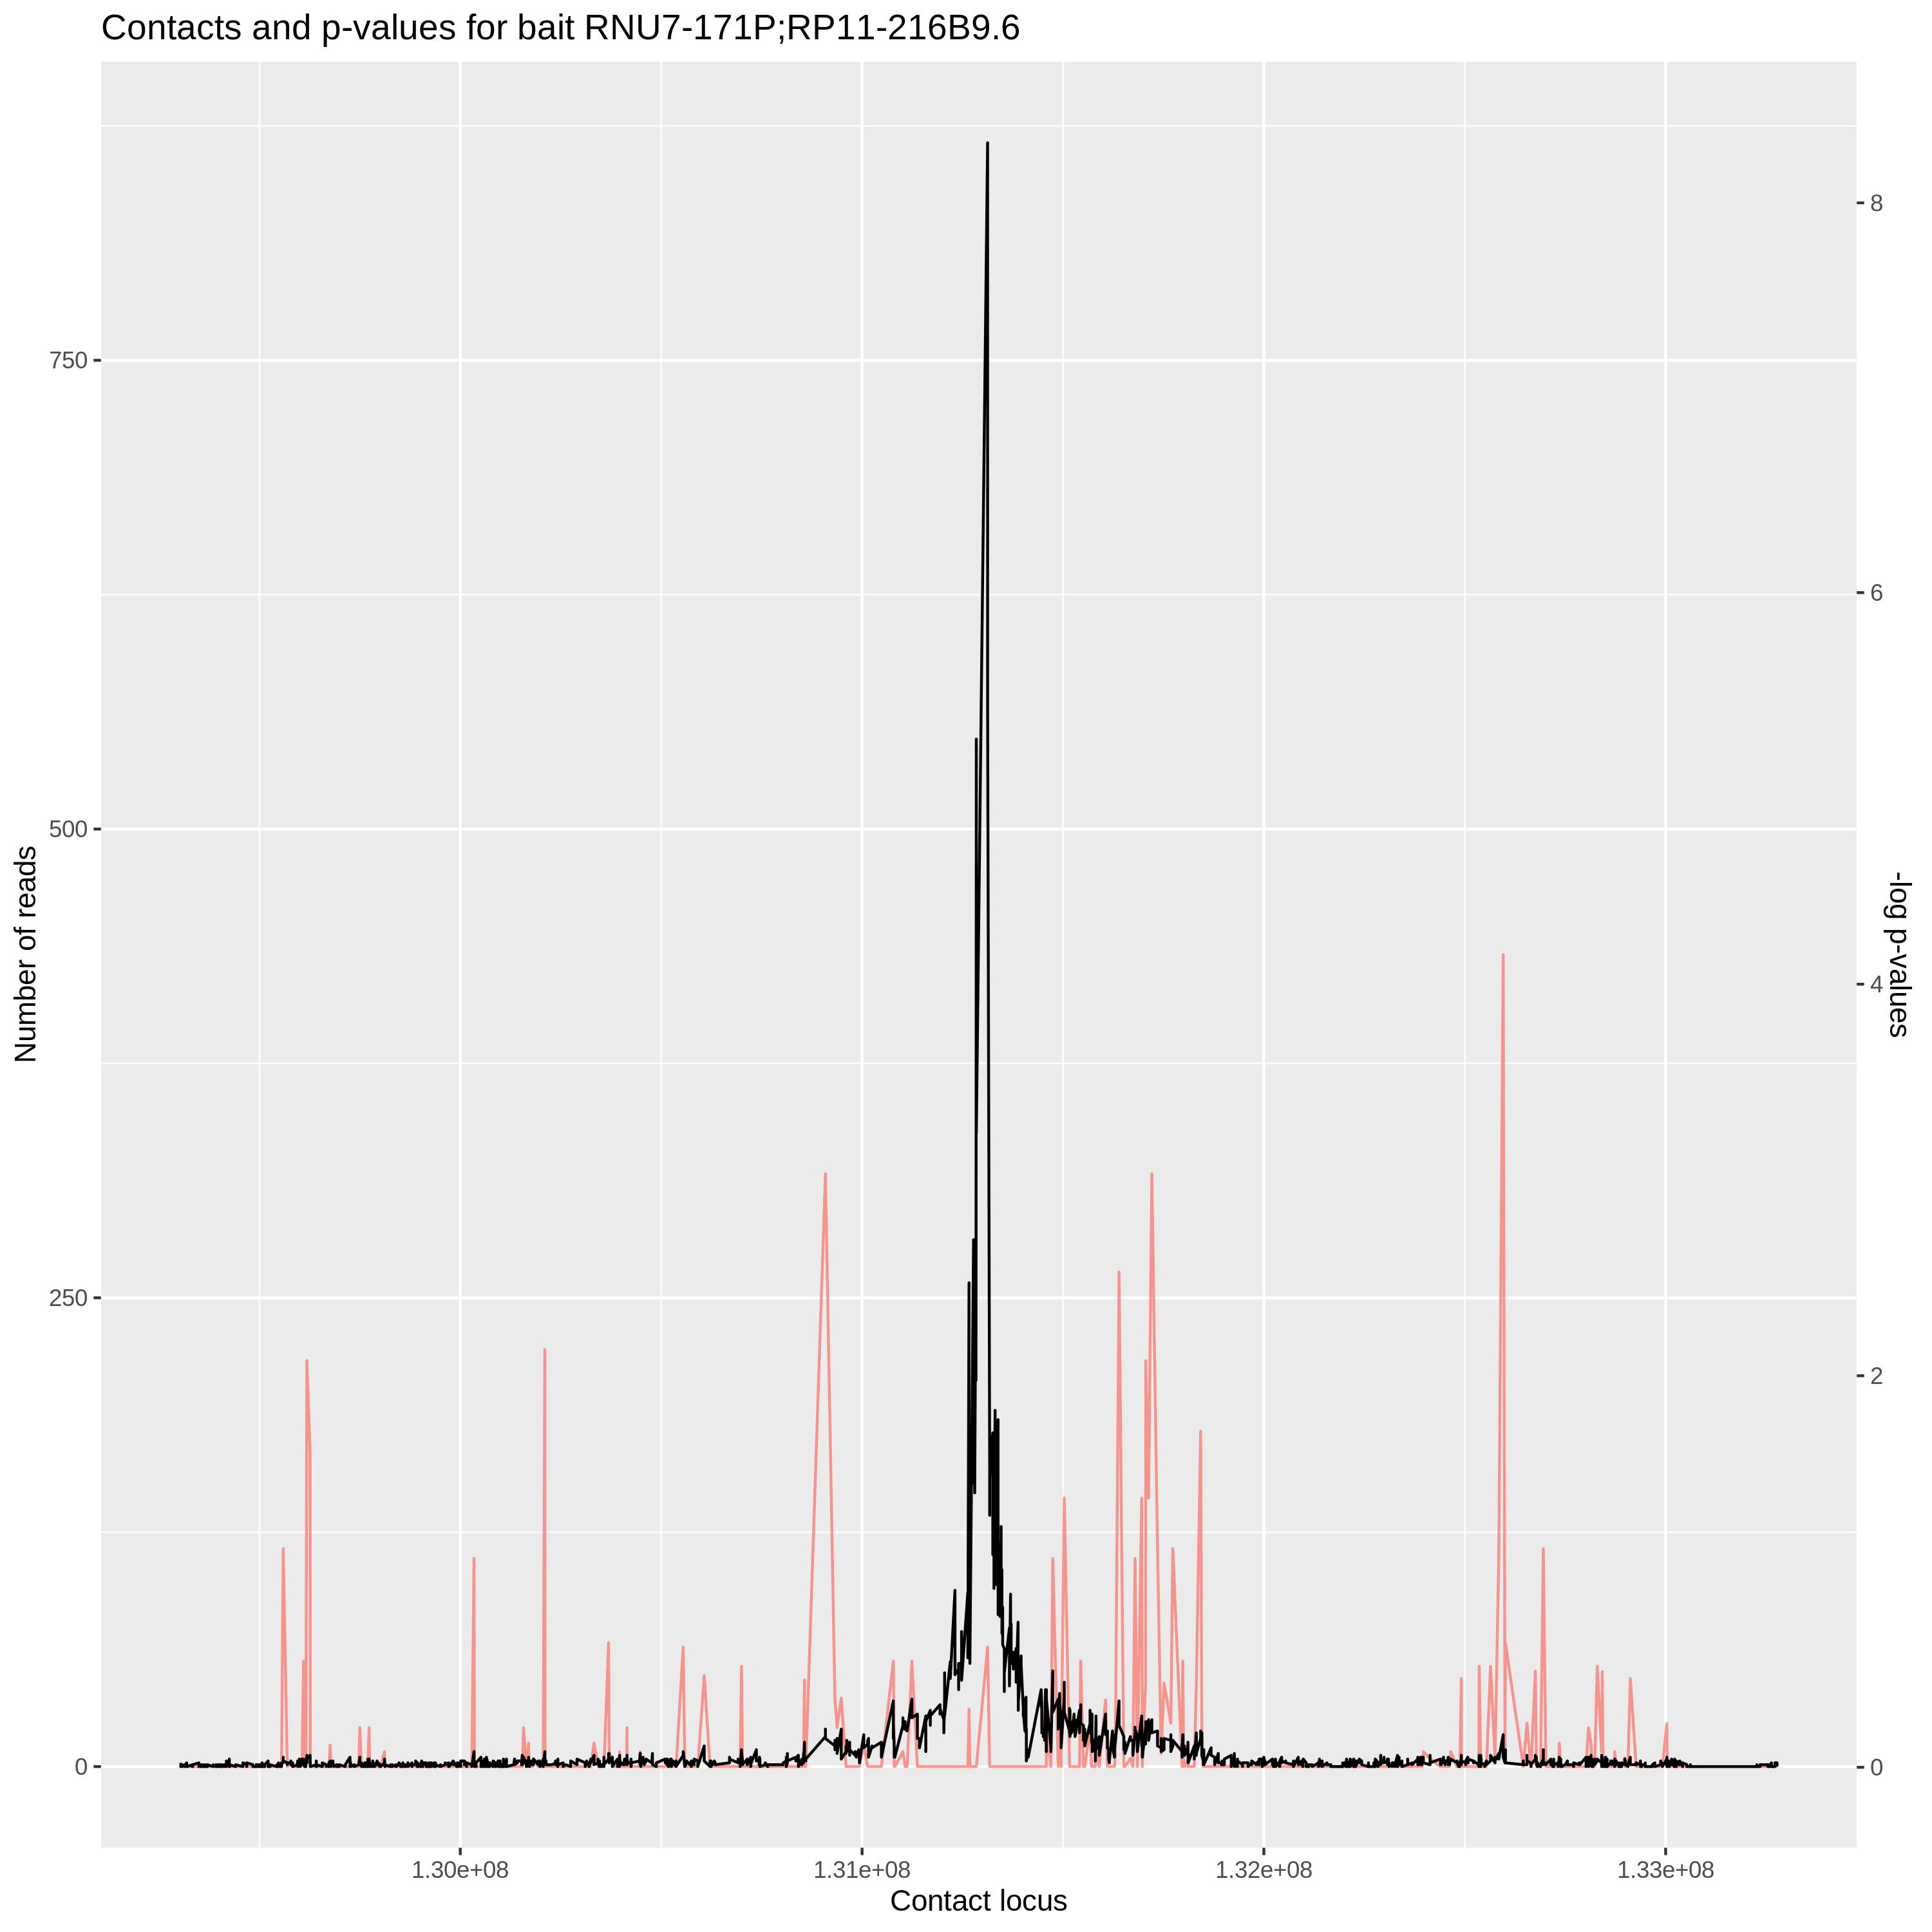 Contacts and p-values for bait RNU7-171P;RP11-216B9.6
Number of reads
750
500
250
0
8
6
4
2
0
-log p-values
1.30e+08 1.31e+08 1.32e+08 1.33e+08
Contact locus